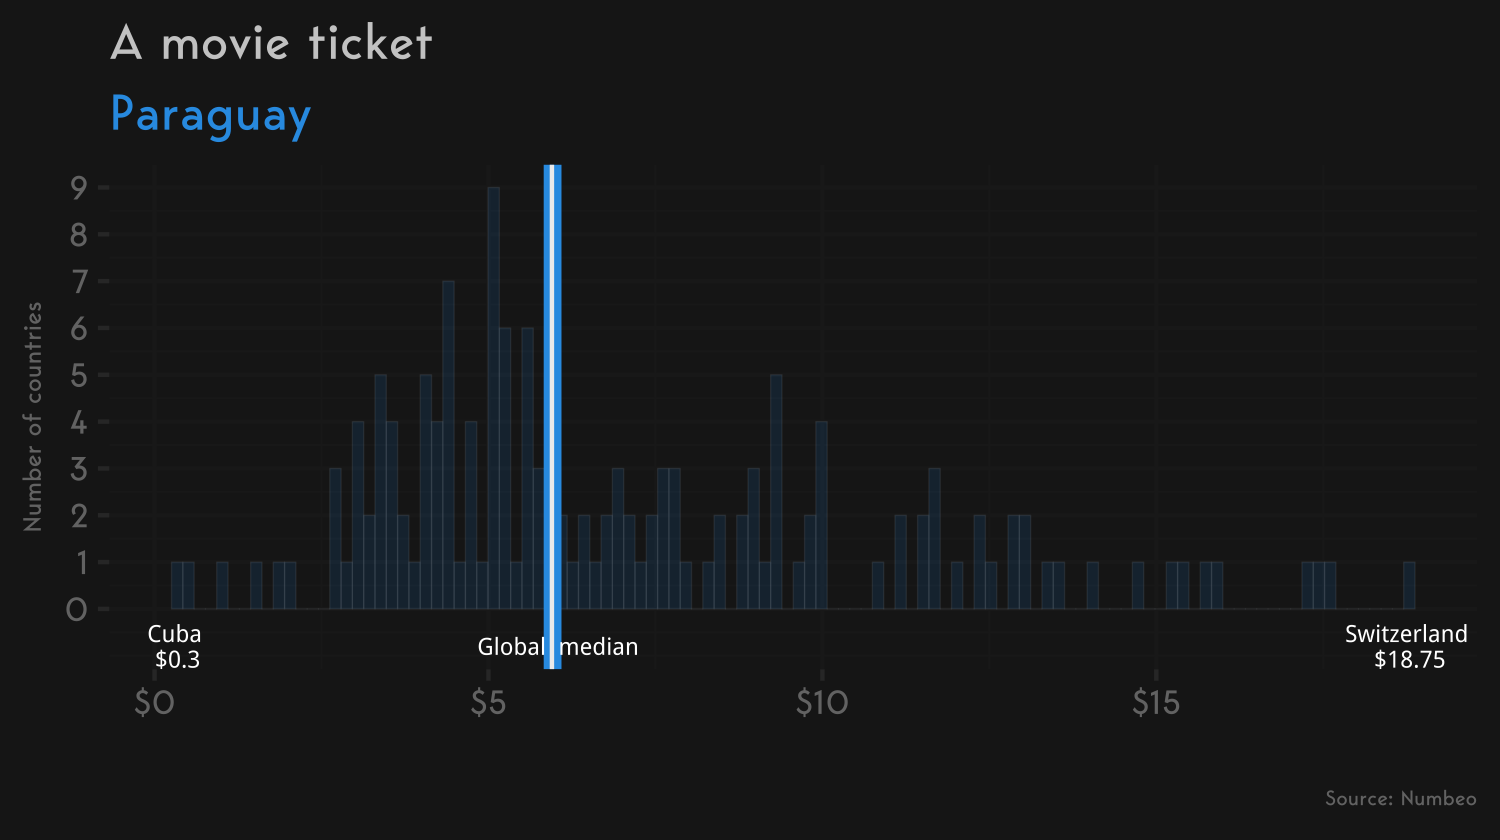 A movie ticket
Paraguay
Number of countries
9
8
7
6
5
4
3
2
1
0
Cuba
$0.3
Global median
Switzerland
$18.75
$0
$5
$10
$15
Source: Numbeo